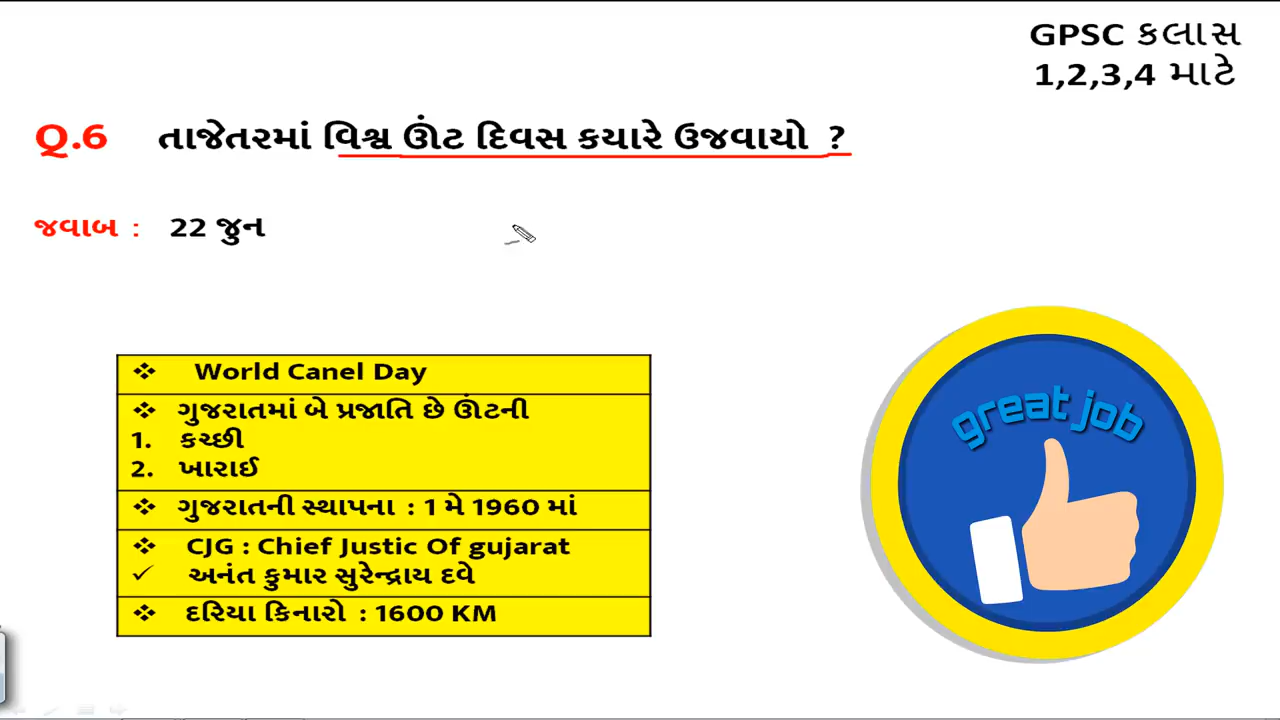 GPSC કલાસ
1,2,3,4 માટે
Q.6 તાજેતરમાં વિશ્વ ઊંટ દિવસ કયારે ઉજવાયો ?
જવાબ : 22 જુન
❖ World Canel Day
❖ ગુજરાતમાં બે પ્રજાતિ છે ઊંટની
1. કચ્છી
2. ખારાઈ
❖ ગુજરાતની સ્થાપના : 1 મે 1960 માં
❖ CJG : Chief Justic Of gujarat
✓ અનંત કુમાર સુરેન્દ્રાય દવે
❖ દરિયા કિનારો : 1600 KM
great job